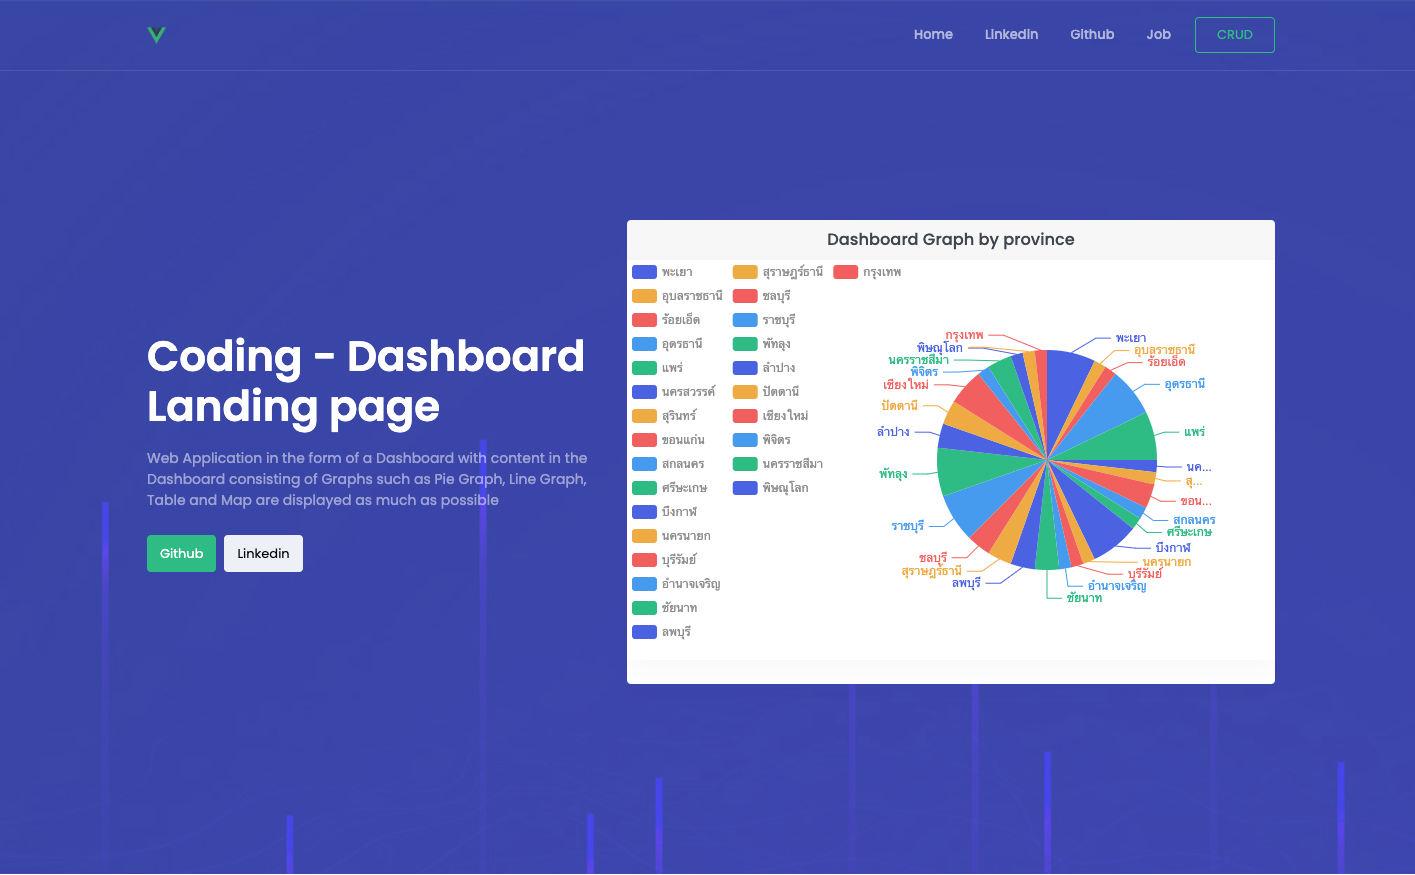 Home
Linkedin
Github
Job
CRUD
Coding - Dashboard
Landing page
Web Application in the form of a Dashboard with content in the
Dashboard consisting of Graphs such as Pie Graph, Line Graph,
Table and Map are displayed as much as possible
Github
Linkedin
Dashboard Graph by province
พะเยา
อุบลราชธานี
ร้อยเอ็ด
อุดรธานี
แพร่
นครสวรรค์
สุรินทร์
ขอนแก่น
สกลนคร
ศรีษะเกษ
บึงกาฬ
นครนายก
บุรีรัมย์
อำนาจเจริญ
ชัยนาท
ลพบุรี
สุราษฎร์ธานี
ชลบุรี
ราชบุรี
พัทลุง
ลำปาง
ปัตตานี
เชียงใหม่
พิจิตร
นครราชสีมา
พิษณุโลก
กรุงเทพ
พะเยา
อุบลราชธานี
ร้อยเอ็ด
อุดรธานี
แพร่
นค...
สุ...
ขอน...
สกลนคร
ศรีษะเกษ
บึงกาฬ
นครนายก
บุรีรัมย์
อำนาจเจริญ
ชัยนาท
ลพบุรี
สุราษฎร์ธานี
ชลบุรี
ราชบุรี
พัทลุง
ลำปาง
ปัตตานี
เชียงใหม่
พิจิตร
นครราชสีมา
พิษณุโลก
กรุงเทพ